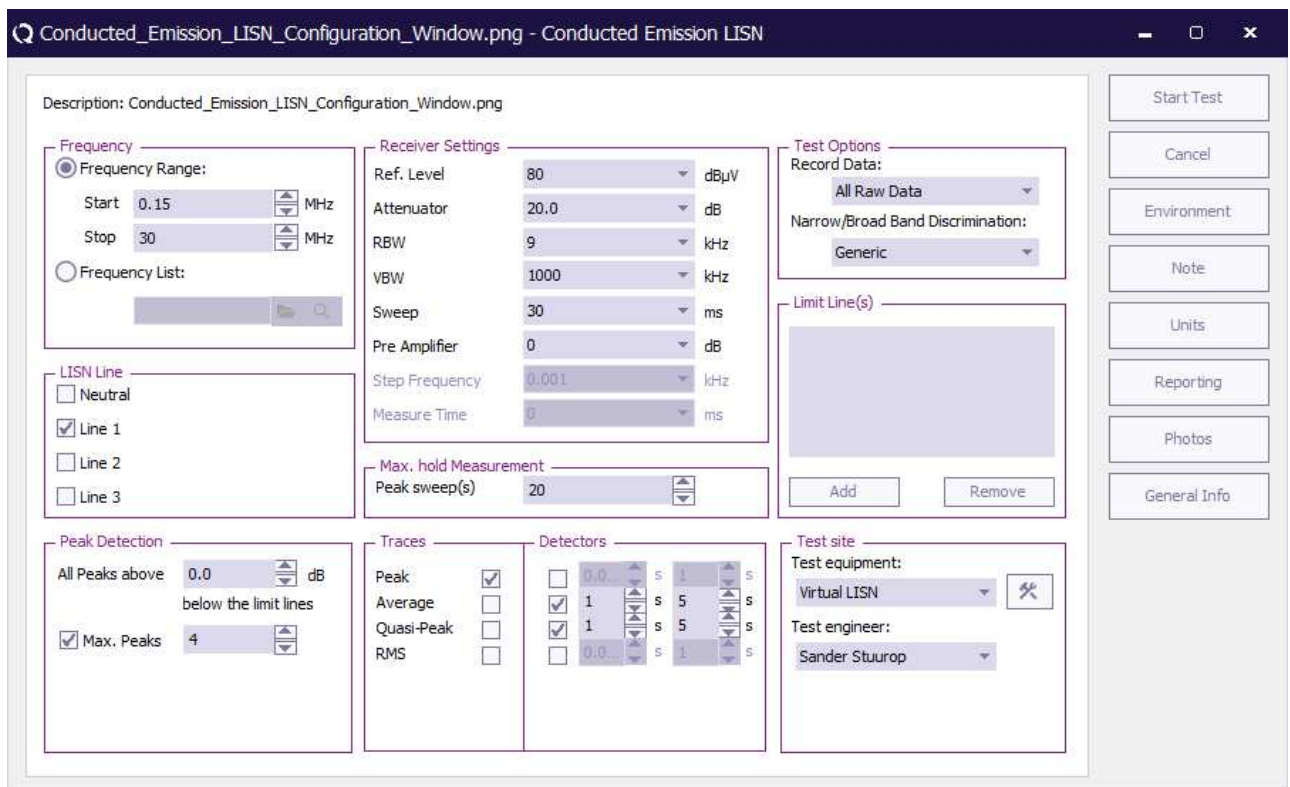 Conducted_Emission_LISN_Configuration_Window.png - Conducted Emission LISN
Description: Conducted_Emission_LISN_Configuration_Window.png
Frequency
Frequency Range:
Start 0.15 MHz
Stop 30 MHz
Frequency List:
LISN Line
Neutral
Line 1
Line 2
Line 3
Receiver Settings
Ref. Level 80 dBµV
Attenuator 20.0 dB
RBW 9 kHz
VBW 1000 kHz
Sweep 30 ms
Pre Amplifier 0 dB
Step Frequency 0.001 kHz
Measure Time 0 ms
Max. hold Measurement
Peak sweep(s) 20
Test Options
Record Data:
All Raw Data
Narrow/Broad Band Discrimination:
Generic
Limit Line(s)
Add Remove
Peak Detection
All Peaks above 0.0 dB
below the limit lines
Max. Peaks 4
Traces Detectors
Peak 0.0... s 1 s
Average 1 s 5 s
Quasi-Peak 1 s 5 s
RMS 0.0... s 1 s
Test site
Test equipment:
Virtual LISN
Test engineer:
Sander Stuurop
Start Test
Cancel
Environment
Note
Units
Reporting
Photos
General Info